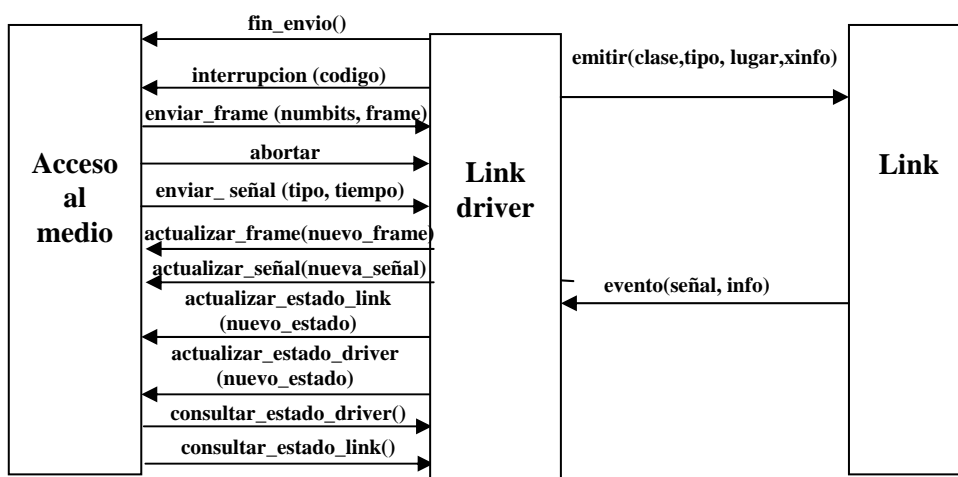 fin_envio()
interrupcion (codigo)
enviar_frame (numbits, frame)
abortar
enviar_ señal (tipo, tiempo)
actualizar_frame(nuevo_frame)
actualizar_señal(nueva_señal)
actualizar_estado_link
(nuevo_estado)
actualizar_estado_driver
(nuevo_estado)
consultar_estado_driver()
consultar_estado_link()
Acceso
al
medio
Link
driver
emitir(clase,tipo, lugar,xinfo)
evento(señal, info)
Link